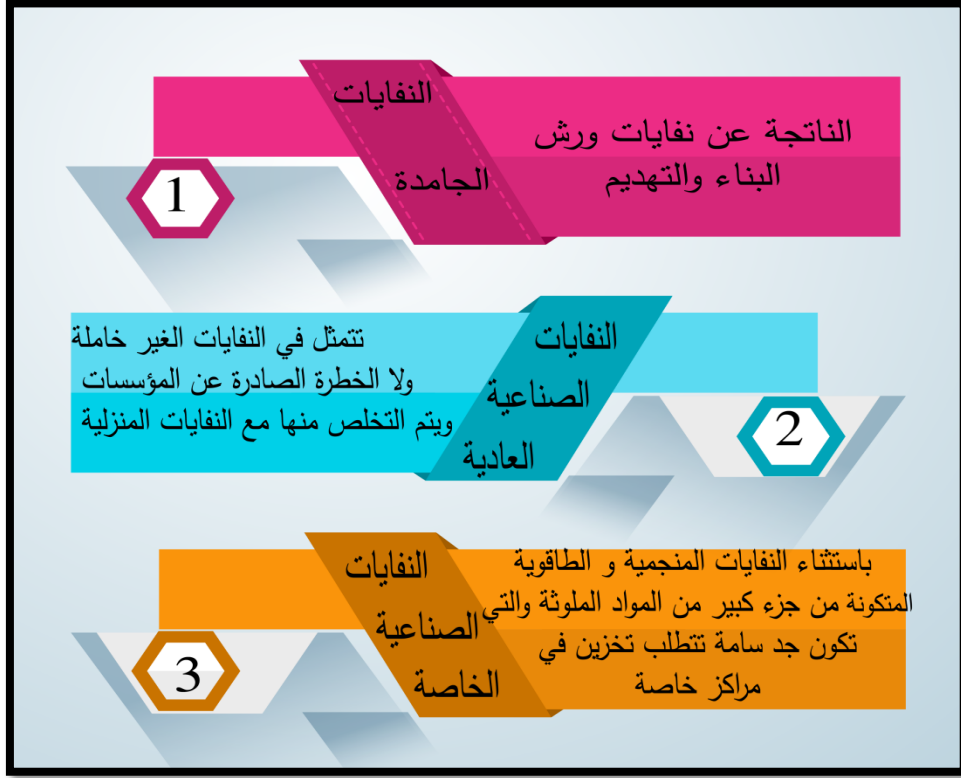 النفايات
الجامدة
الناتجة عن نفايات ورش
البناء والتهديم
1
النفايات
الصناعية
العادية
تتمثل في النفايات الغير خاملة
ولا الخطرة الصادرة عن المؤسسات
ويتم التخلص منها مع النفايات المنزلية
2
النفايات
الصناعية
الخاصة
باستثناء النفايات المنجمية و الطاقوية
المتكونة من جزء كبير من المواد الملوثة والتي
تكون جد سامة تتطلب تخزين في
مراكز خاصة
3